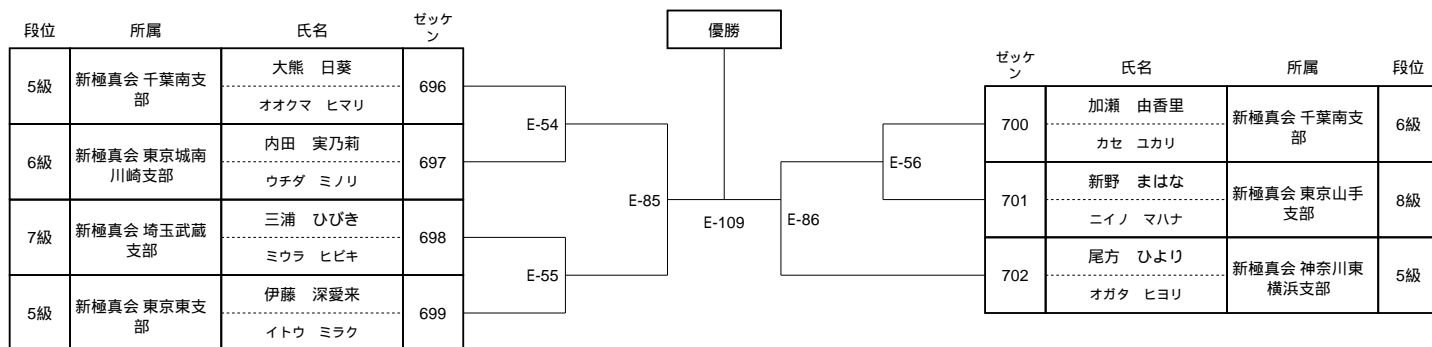 段位
所属
氏名
ゼッケ
ン
5級
新極真会 千葉南支
部
大熊　日葵
オオクマ　ヒマリ
696
6級
新極真会 東京城南
川崎支部
内田　実乃莉
ウチダ　ミノリ
697
7級
新極真会 埼玉武蔵
支部
三浦　ひびき
ミウラ　ヒビキ
698
5級
新極真会 東京東支
部
伊藤　深愛来
イトウ　ミラク
699
E-54
E-55
E-85
優勝
E-109
E-86
E-56
ゼッケ
ン
氏名
所属
段位
700
加瀬　由香里
カセ　ユカリ
新極真会 千葉南支
部
6級
701
新野　まはな
ニイノ　マハナ
新極真会 東京山手
支部
8級
702
尾方　ひより
オガタ　ヒヨリ
新極真会 神奈川東
横浜支部
5級